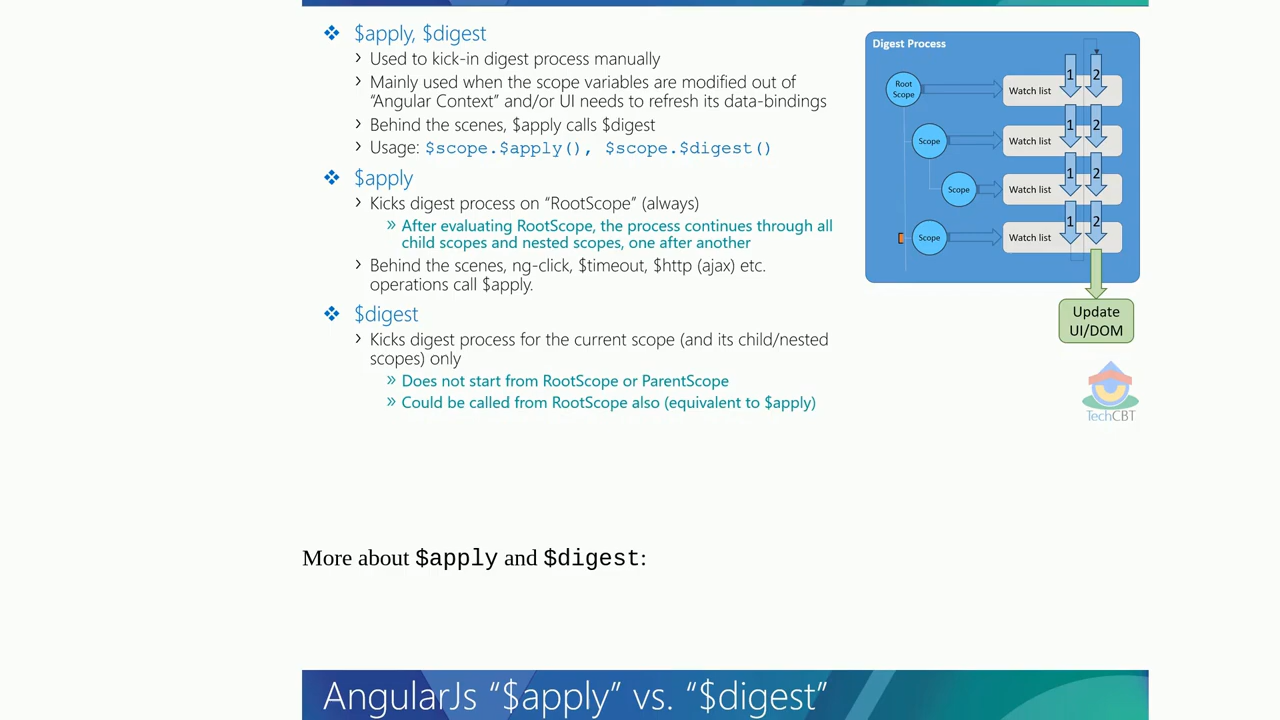 $apply, $digest
Used to kick-in digest process manually
Mainly used when the scope variables are modified out of
“Angular Context” and/or UI needs to refresh its data-bindings
Behind the scenes, $apply calls $digest
Usage: $scope.$apply(), $scope.$digest()
$apply
Kicks digest process on “RootScope” (always)
After evaluating RootScope, the process continues through all
child scopes and nested scopes, one after another
Behind the scenes, ng-click, $timeout, $http (ajax) etc.
operations call $apply.
$digest
Kicks digest process for the current scope (and its child/nested
scopes) only
Does not start from RootScope or ParentScope
Could be called from RootScope also (equivalent to $apply)
Digest Process
Root
Scope
Watch list
1
2
Scope
Watch list
1
2
Scope
Watch list
1
2
Scope
Watch list
1
2
Update
UI/DOM
TechCBT
More about $apply and $digest:
AngularJs “$apply” vs. “$digest”